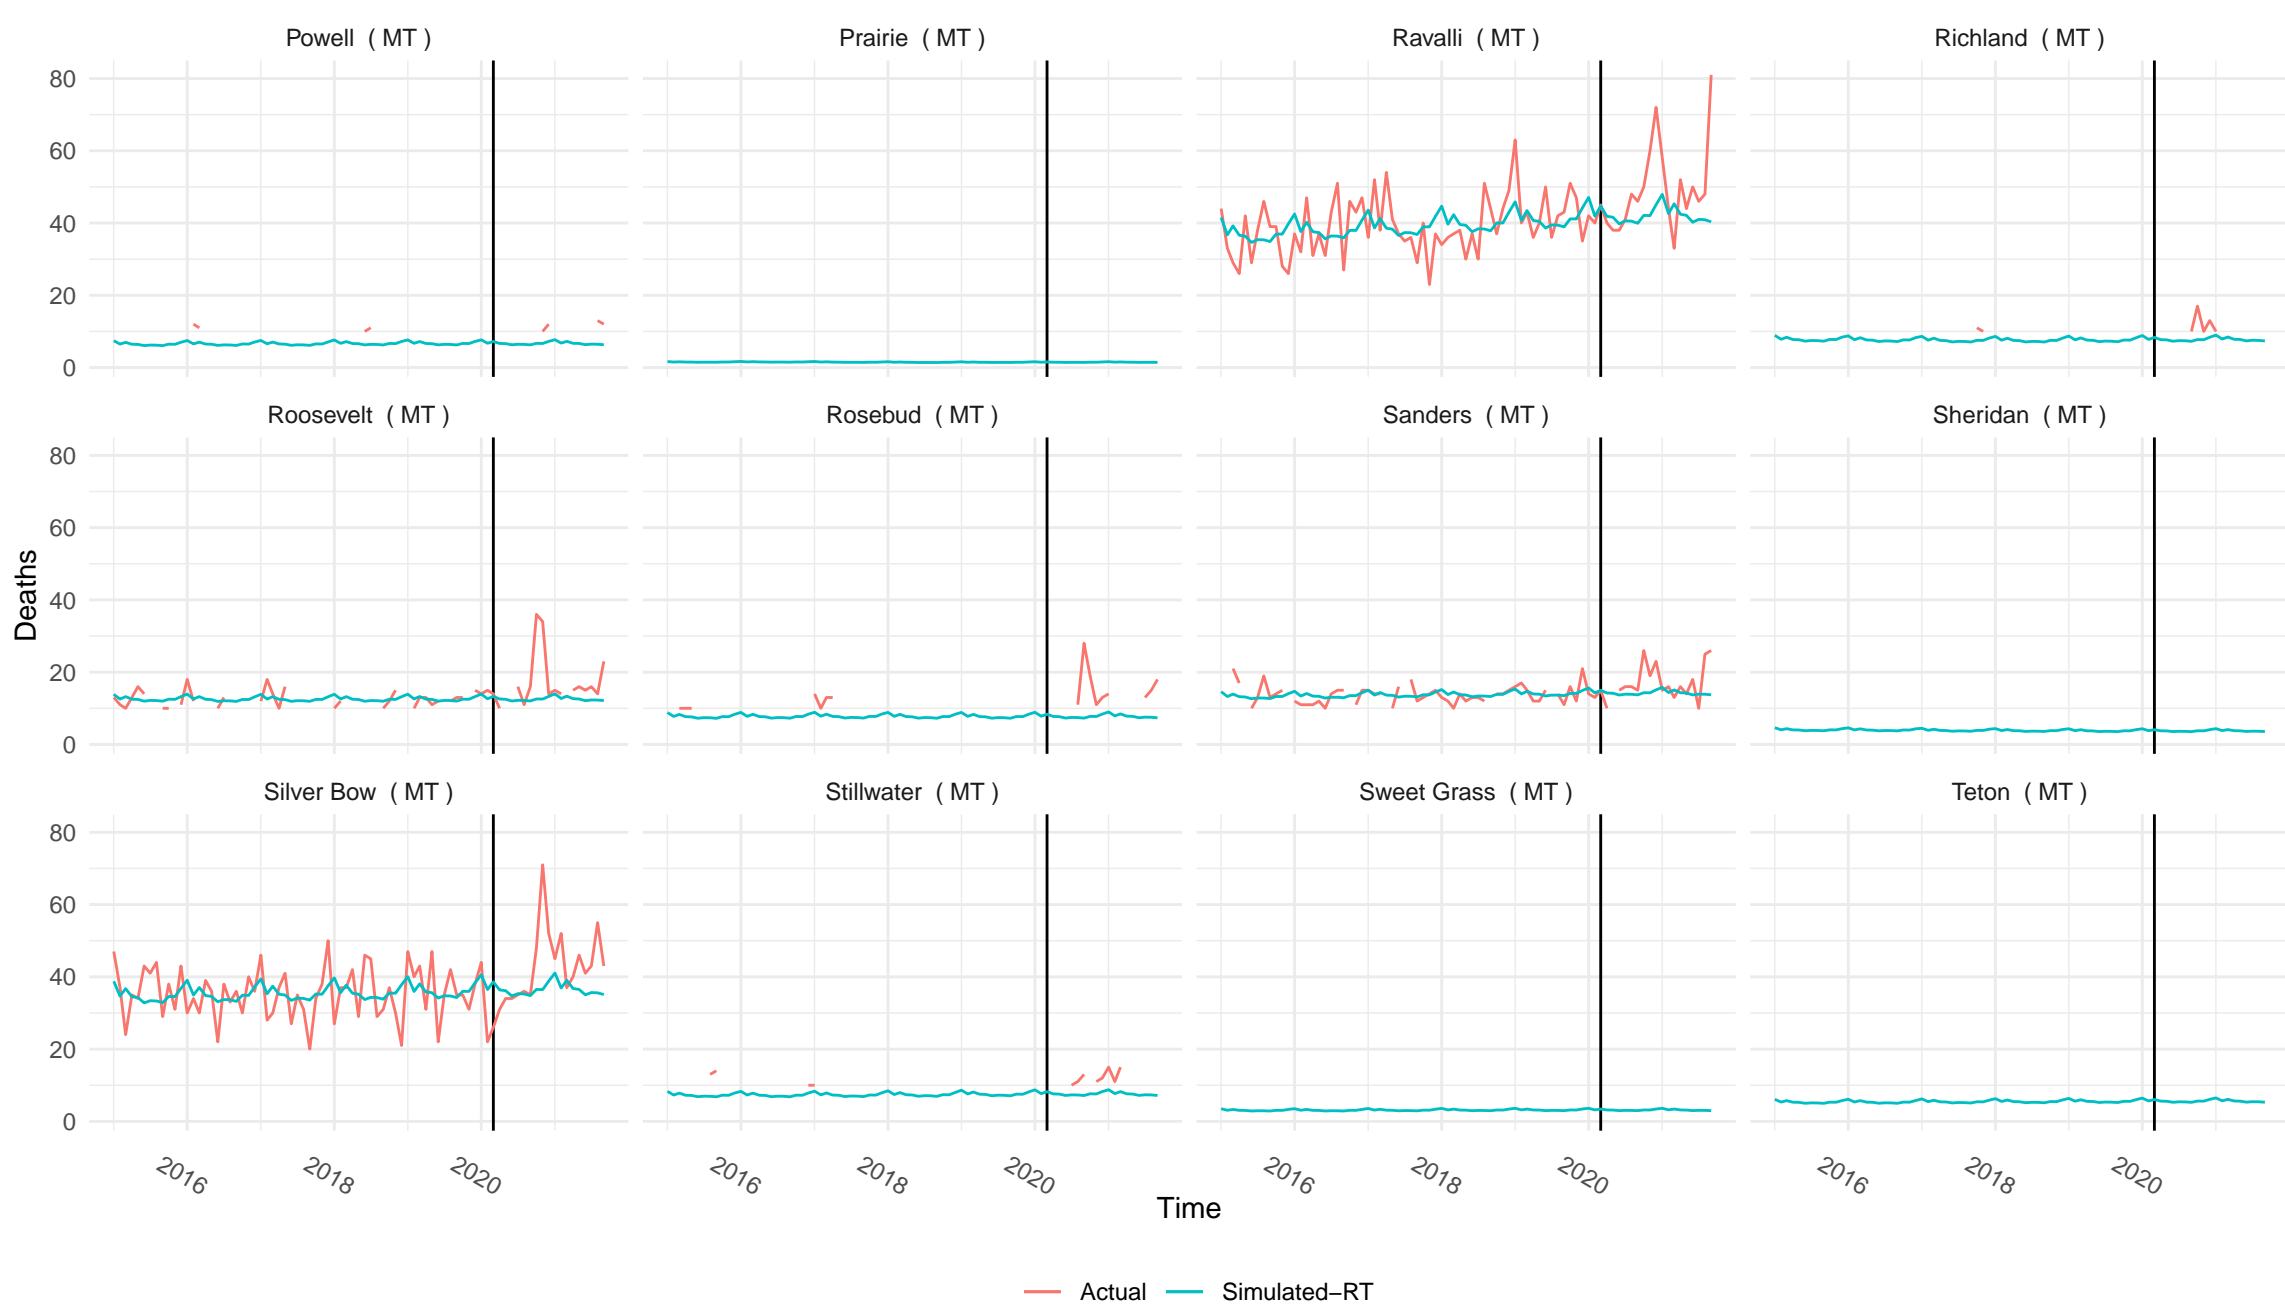 Powell ( MT )
Prairie ( MT )
Ravalli ( MT )
Richland ( MT )
80
60
40
20
0
Roosevelt ( MT )
Rosebud ( MT )
Sanders ( MT )
Sheridan ( MT )
80
60
40
20
0
Deaths
Silver Bow ( MT )
Stillwater ( MT )
Sweet Grass ( MT )
Teton ( MT )
80
60
40
20
0
2016 2018 2020
2016 2018 2020
2016 2018 2020
2016 2018 2020
Time
Actual Simulated−RT